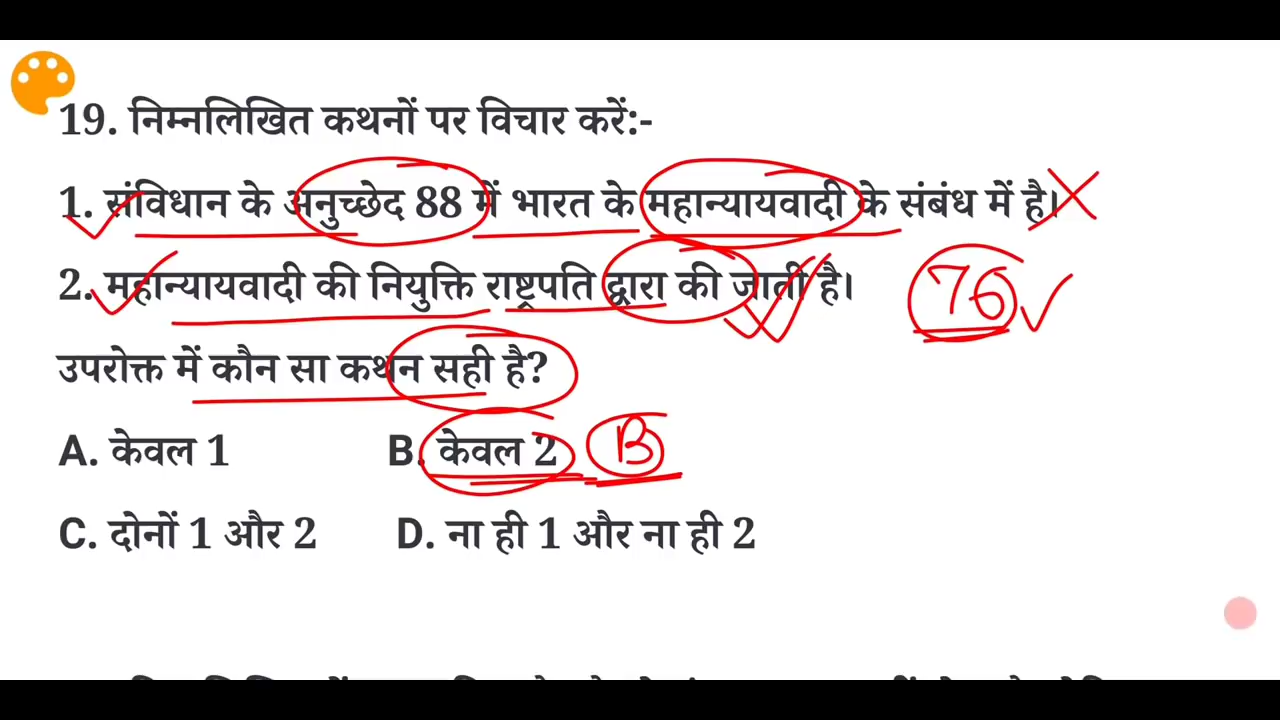 19. निम्नलिखित कथनों पर विचार करें:-
1. संविधान के अनुच्छेद 88 में भारत के महान्यायवादी के संबंध में है।
2. महान्यायवादी की नियुक्ति राष्ट्रपति द्वारा की जाती है।
76
उपरोक्त में कौन सा कथन सही है?
A. केवल 1 B. केवल 2 B
C. दोनों 1 और 2 D. ना ही 1 और ना ही 2